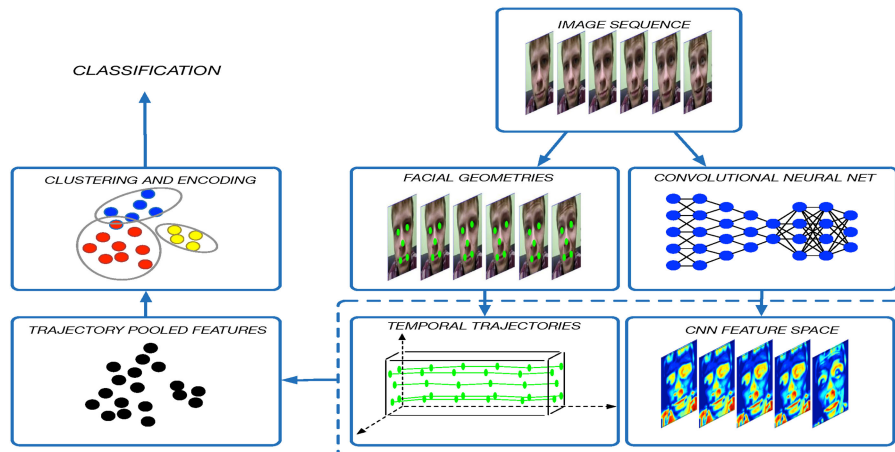 IMAGE SEQUENCE
CLASSIFICATION
CLUSTERING AND ENCODING
FACIAL GEOMETRIES
CONVOLUTIONAL NEURAL NET
TRAJECTORY POOLED FEATURES
TEMPORAL TRAJECTORIES
CNN FEATURE SPACE